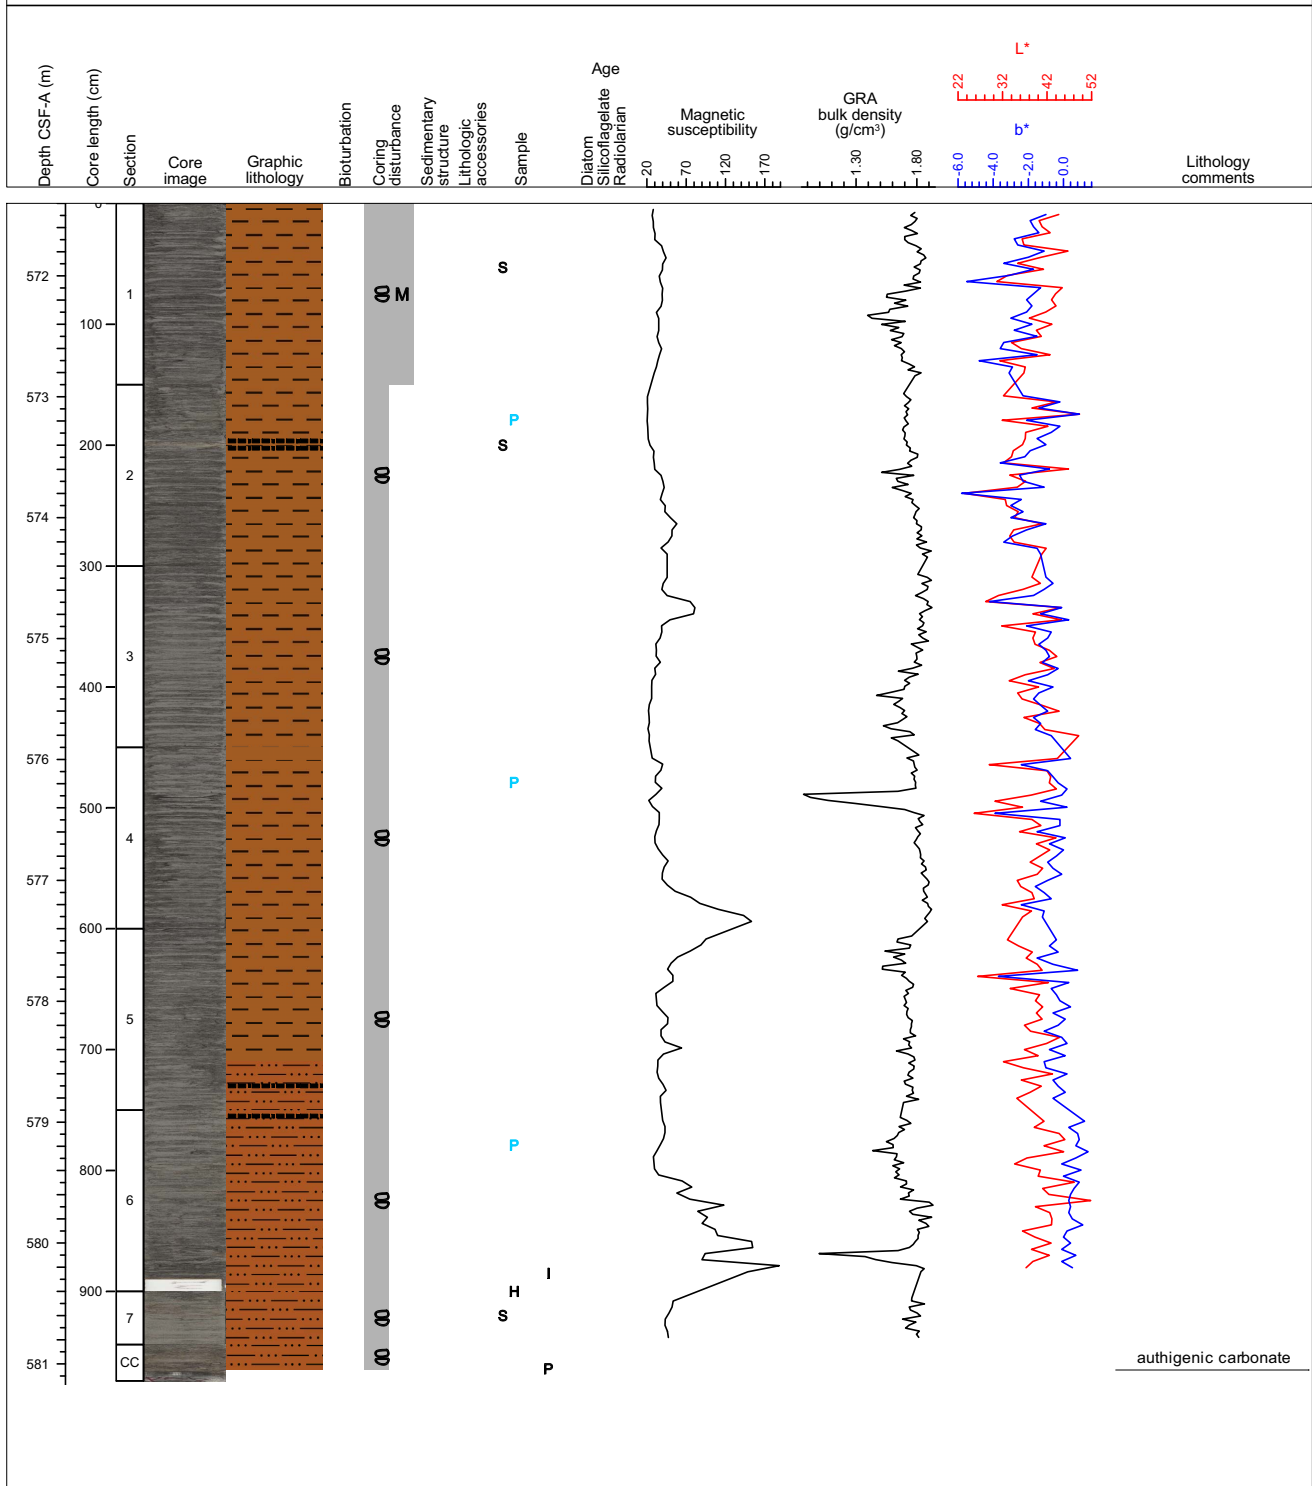 Depth CSF-A (m)
Core length (cm)
Section
Core
image
Graphic
lithology
Bioturbation
Coring
disturbance
Sedimentary
structure
Lithologic
accessories
Sample
Age
Diatom
Silicoflagellate
Radiolarian
Magnetic
susceptibility
20 70 120 170
GRA
bulk density
(g/cm³)
1.30 1.80
L*
22 32 42 52
b*
-6.0 -4.0 -2.0 0.0
Lithology
comments
0
S
572
1
M
100
573
P
200
S
2
574
300
575
3
400
576
P
500
4
577
600
578
5
700
579
P
800
6
580
I
900
H
S
7
CC
581
P
authigenic carbonate